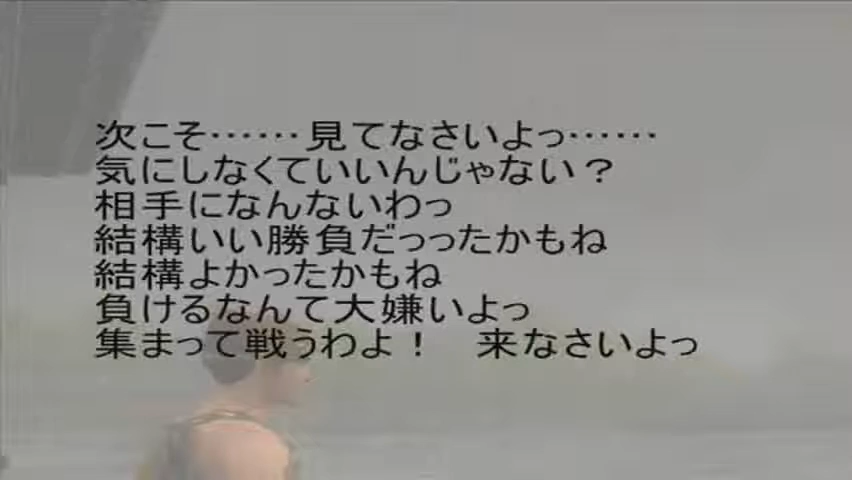 次こそ……見てなさいよっ……
気にしなくていいんじゃない？
相手になんないわっ
結構いい勝負だっったかもね
結構よかったかもね
負けるなんて大嫌いよっ
集まって戦うわよ！　来なさいよっ